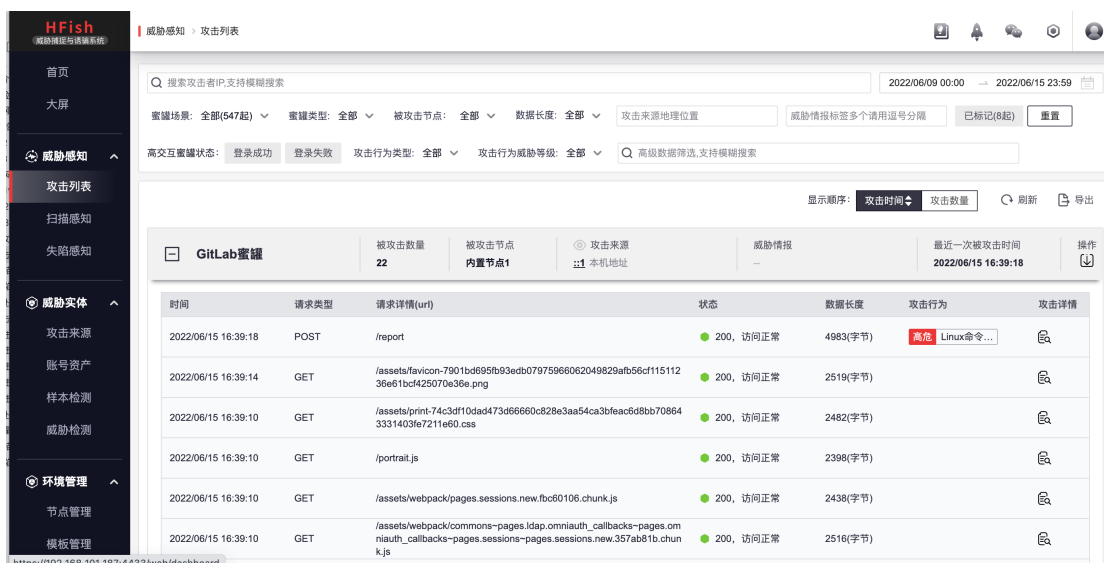 HFish
威胁捕捉与诱骗系统
威胁感知 > 攻击列表
首页
大屏
威胁感知
攻击列表
扫描感知
失陷感知
威胁实体
攻击来源
账号资产
样本检测
威胁检测
环境管理
节点管理
模板管理
搜索攻击者IP,支持模糊搜索
2022/06/09 00:00 → 2022/06/15 23:59
蜜罐场景: 全部(547起) 蜜罐类型: 全部 被攻击节点: 全部 数据长度: 全部 攻击来源地理位置 威胁情报标签多个请用逗号分隔 已标记(8起) 重置
高交互蜜罐状态: 登录成功 登录失败 攻击行为类型: 全部 攻击行为威胁等级: 全部 高级数据筛选,支持模糊搜索
显示顺序: 攻击时间 攻击数量 刷新 导出
GitLab蜜罐
被攻击数量 被攻击节点 攻击来源 威胁情报 最近一次被攻击时间 操作
22 内置节点1 ::1 本机地址 -- 2022/06/15 16:39:18
时间 请求类型 请求详情(url) 状态 数据长度 攻击行为 攻击详情
2022/06/15 16:39:18 POST /report 200，访问正常 4983(字节) 高危 Linux命令...
2022/06/15 16:39:14 GET /assets/favicon-7901bd695fb93edb07975966062049829afb56cf115112
36e61bcf425070e36e.png 200，访问正常 2519(字节)
2022/06/15 16:39:10 GET /assets/print-74c3df10dad473d66660c828e3aa54ca3bfeac6d8bb70864
3331403fe7211e60.css 200，访问正常 2482(字节)
2022/06/15 16:39:10 GET /portrait.js 200，访问正常 2398(字节)
2022/06/15 16:39:10 GET /assets/webpack/pages.sessions.new.fbc60106.chunk.js 200，访问正常 2438(字节)
2022/06/15 16:39:10 GET /assets/webpack/commons~pages.ldap.omniauth_callbacks~pages.om
niauth_callbacks~pages.sessions~pages.sessions.new.357ab81b.chun
k.js 200，访问正常 2516(字节)
https://192.168.101.187:4433/web/dashboard